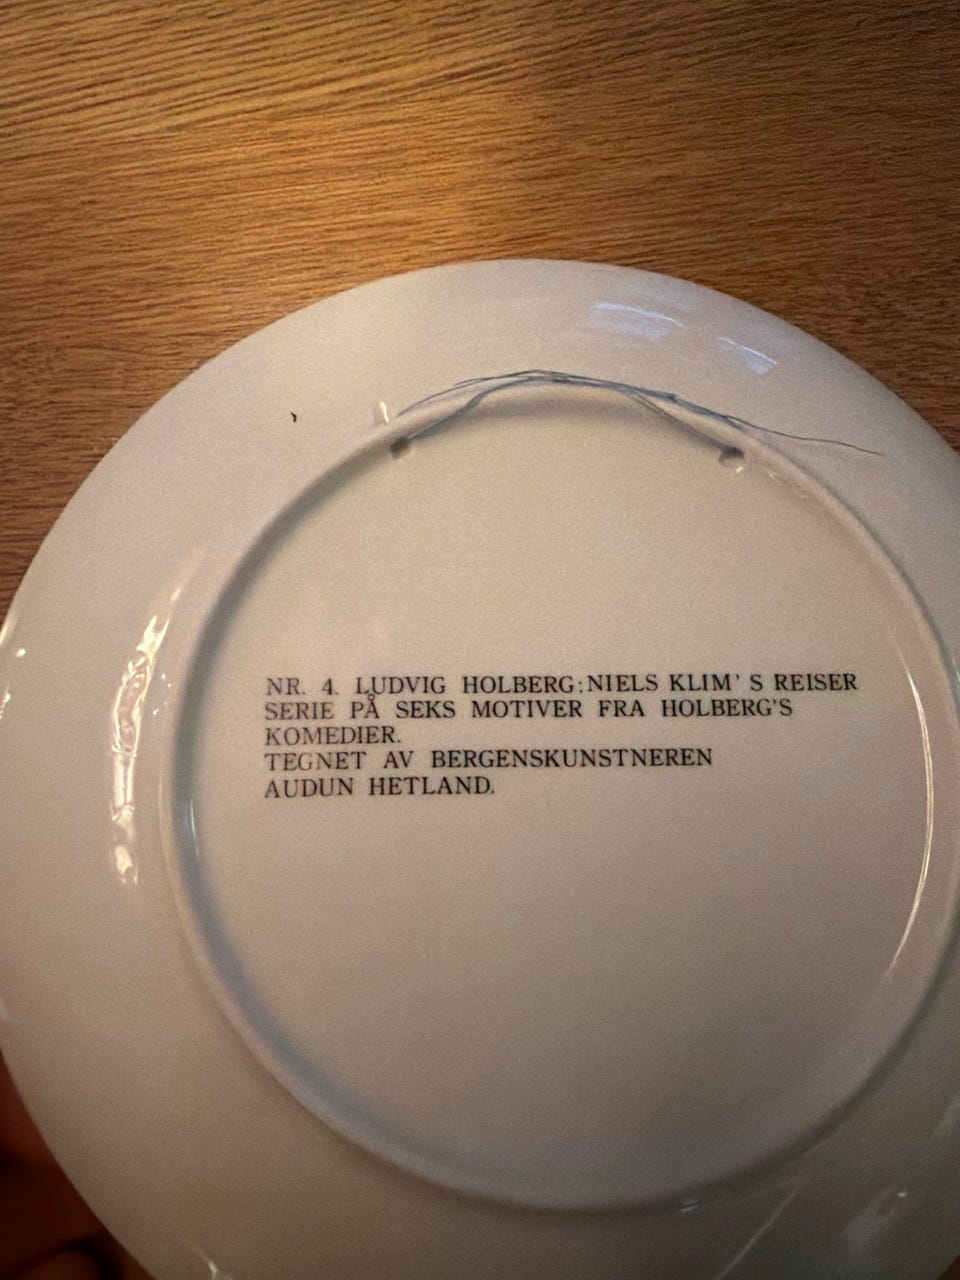 NR. 4. LUDVIG HOLBERG:NIELS KLIM' S REISER
SERIE PÅ SEKS MOTIVER FRA HOLBERG'S
KOMEDIER.
TEGNET AV BERGENSKUNSTNEREN
AUDUN HETLAND.